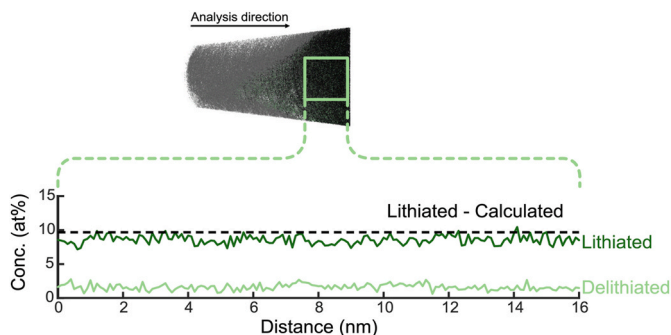 Analysis direction
15
Lithiated - Calculated
10
Lithiated
5
Delithiated
0
0 2 4 6 8 10 12 14 16
Conc. (at%)
Distance (nm)